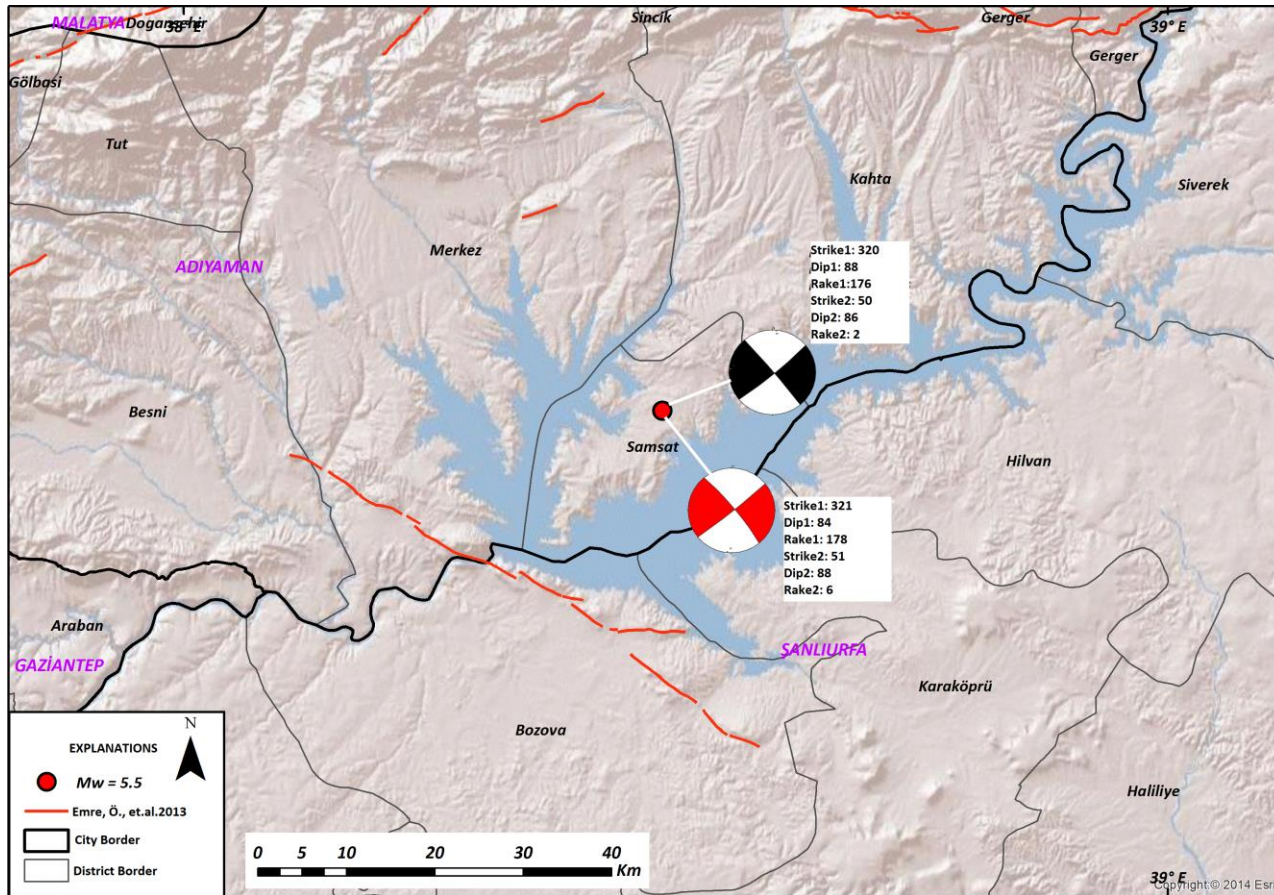 MALATYA
Doganşehir
38° E
Sincik
Gerger
39° E
Gerger
Gölbasi
Tut
Kahta
Siverek
Merkez
ADIYAMAN
Strike1: 320
Dip1: 88
Rake1:176
Strike2: 50
Dip2: 86
Rake2: 2
Besni
Samsat
Hilvan
Strike1: 321
Dip1: 84
Rake1: 178
Strike2: 51
Dip2: 88
Rake2: 6
Araban
GAZİANTEP
ŞANLIURFA
Karaköprü
Bozova
N
EXPLANATIONS
Mw = 5.5
Emre, Ö., et.al.2013
City Border
District Border
0 5 10 20 30 40
Km
Haliliye
39° E
Copyright:© 2014 Esr